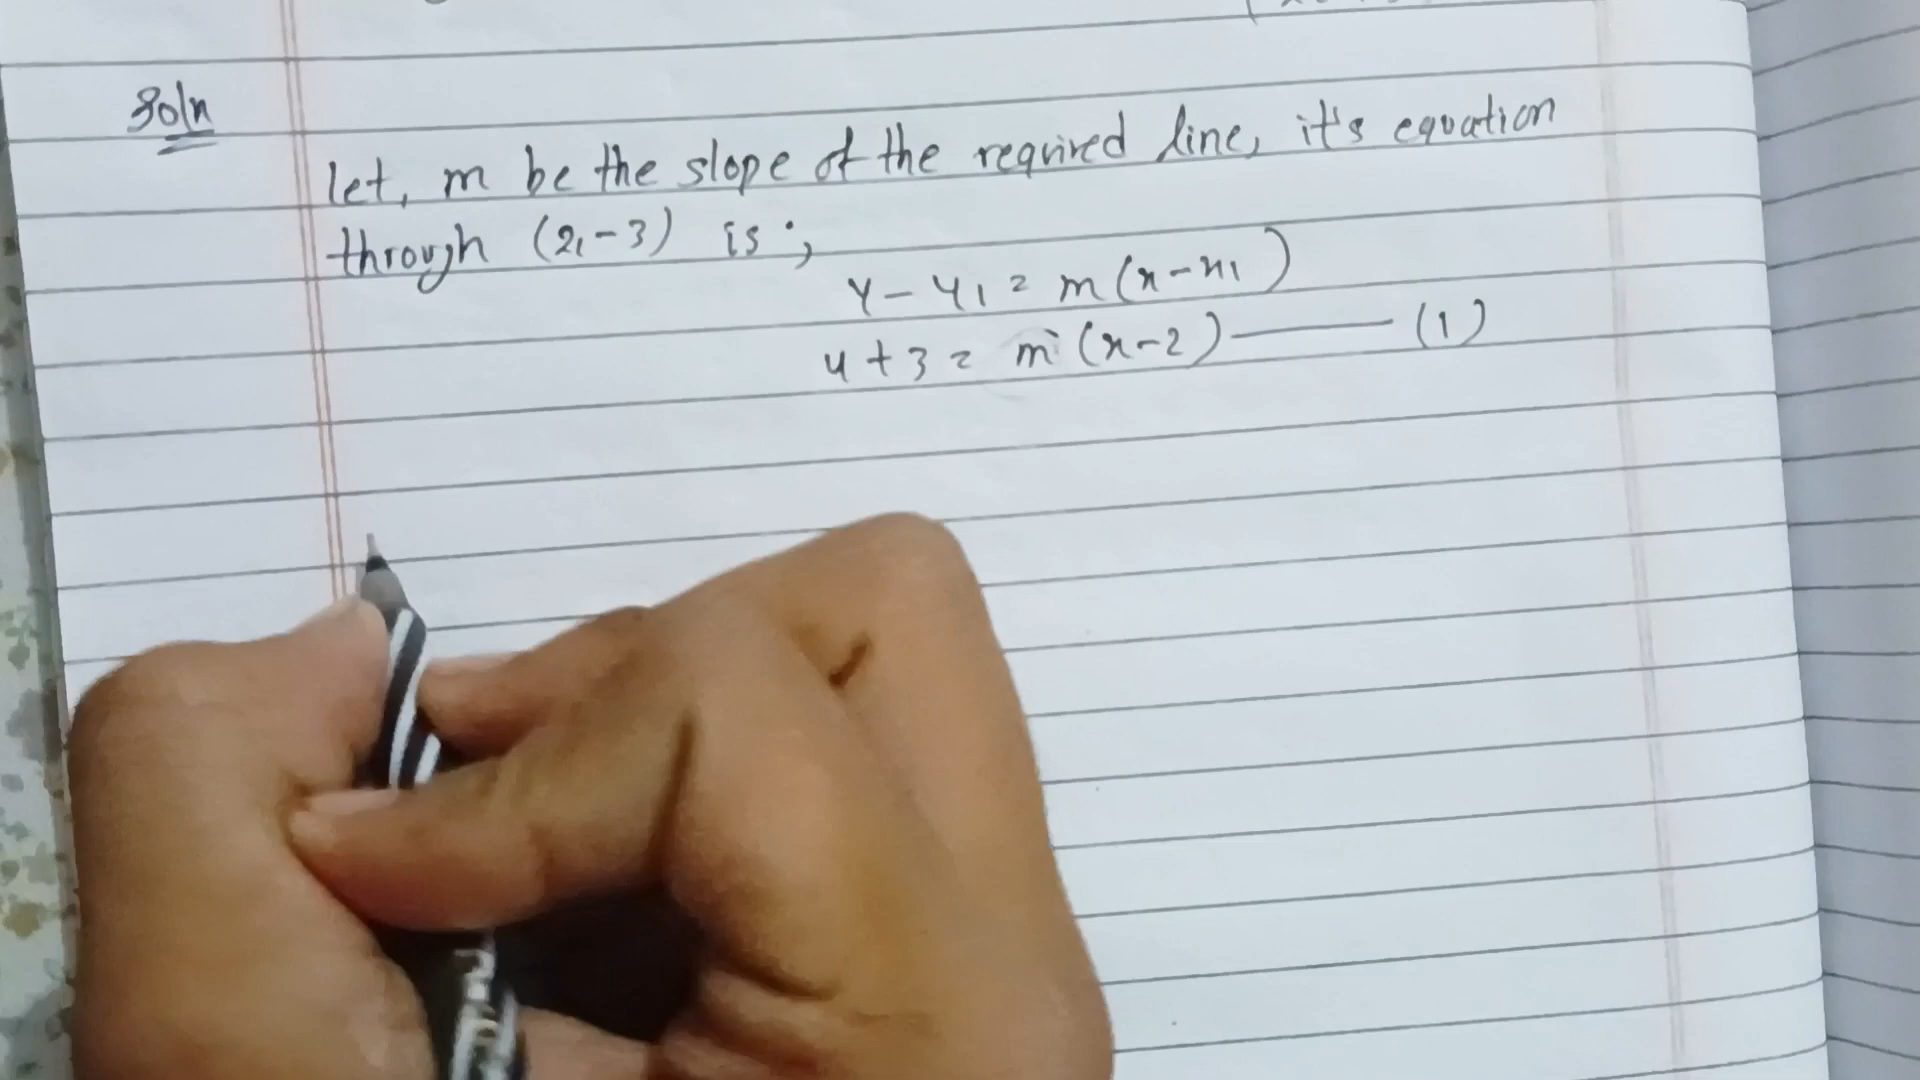 Soln
let, m be the slope of the required line, it's equation
through (2,-3) is;
y - y1 = m(x-x1)
y + 3 = m(x-2) ——— (1)